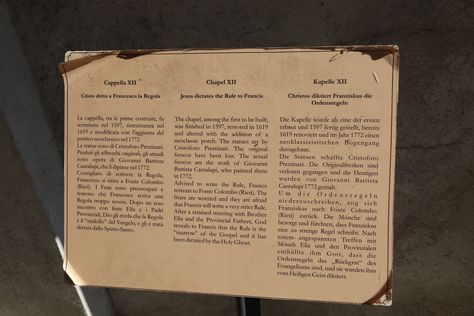 Cappella XII
Cristo detta a Francesco la Regola
La cappella, tra le prime costruite, fu
terminata nel 1597, ristrutturata nel
1619 e modificata con l'aggiunta del
portico neoclassico nel 1772.
Le statue sono di Cristoforo Prestinari.
Perduti gli affreschi originali, gli attuali
sono opera di Giovanni Battista
Cantalupi, che li dipinse nel 1772.
Consigliato di scrivere la Regola,
Francesco si ritira a Fonte Colombo
(Rieti). I Frati sono preoccupati e
temono che Francesco scriva una
Regola troppo severa. Dopo un teso
incontro con frate Elia e i Padri
Provinciali, Dio gli rivela che la Regola
è il "midollo" del Vangelo, e gli è stata
dettata dallo Spirito Santo.
Chapel XII
Jesus dictates the Rule to Francis
The chapel, among the first to be built,
was finished in 1597, restored in 1619
and altered with the addition of a
neoclassic porch. The statues are by
Cristoforo Prestinari. The original
frescos have been lost. The actual
frescos are the work of Giovanni
Battista Cantalupi, who painted them
in 1772.
Advised to write the Rule, Francis
retreats to Fonte Colombo (Rieti). The
friars are worried and they are afraid
that Francis will write a very strict Rule.
After a strained meeting with Brother
Elia and the Provincial Fathers, God
reveals to Francis that the Rule is the
"marrow" of the Gospel and it has
been dictated by the Holy Ghost.
Kapelle XII
Christus diktiert Franziskus die
Ordensregeln
Die Kapelle wurde als eine der ersten
erbaut und 1597 fertig gestellt, bereits
1619 renoviert und im Jahr 1772 einen
neoklassizistischen Bogengang
dazugebaut.
Die Statuen schaffte Cristoforo
Prestinari. Die Originalfresken sind
verloren gegangen und die Heutigen
wurden von Giovanni Battista
Cantalupi 1772 gemalt.
Um die Ordensregeln
niederzuschreiben, zog sich
Franziskus nach Fonte Colombo
(Rieti) zurück. Die Mönche sind
besorgt und fürchten, dass Franziskus
eine zu strenge Regel schreibt. Nach
einem angespannten Treffen mit
Mönch Elia und den Provinzialen
enthüllte ihm Gott, dass die
Ordensregeln das „Rückgrat" des
Evangeliums sind, und sie wurden ihm
vom Heiligen Geist diktiert.